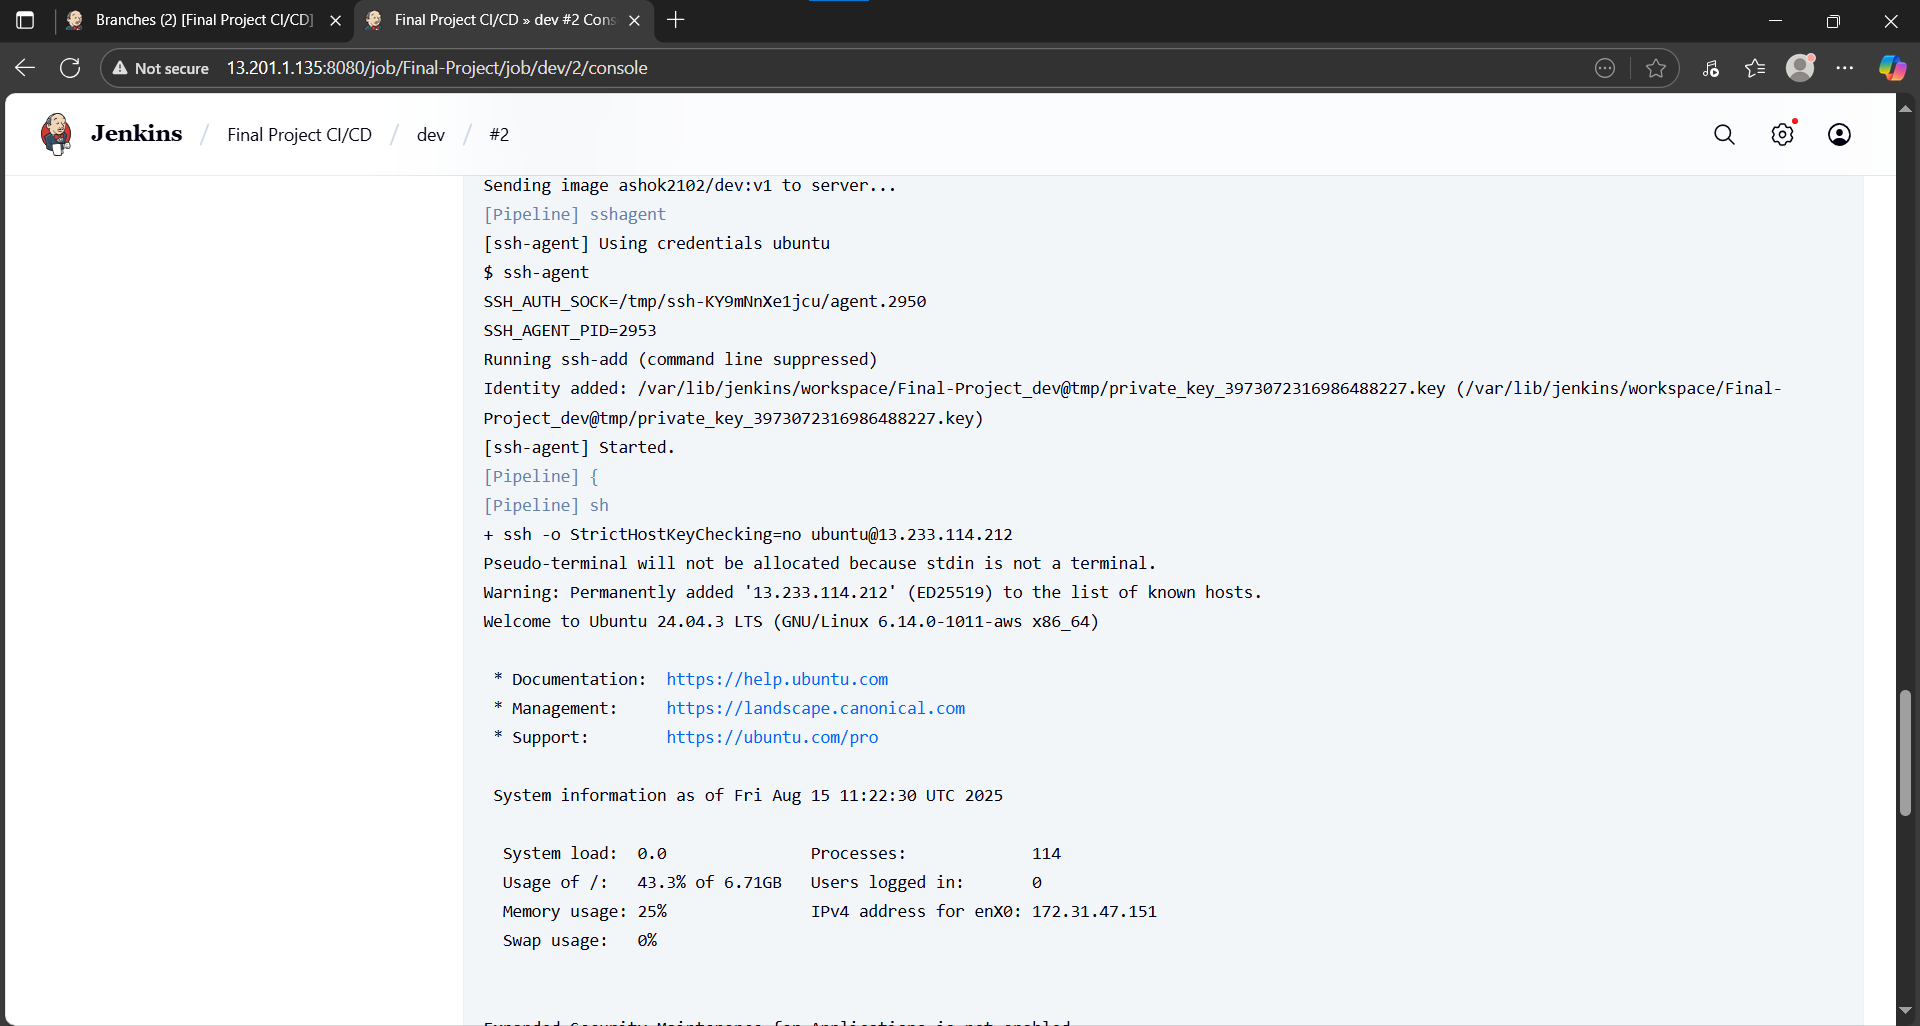 Branches (2) [Final Project CI/CD]
Final Project CI/CD » dev #2 Cons
Not secure 13.201.1.135:8080/job/Final-Project/job/dev/2/console
Jenkins / Final Project CI/CD / dev / #2
Sending image ashok2102/dev:v1 to server...
[Pipeline] sshagent
[ssh-agent] Using credentials ubuntu
$ ssh-agent
SSH_AUTH_SOCK=/tmp/ssh-KY9mNnXe1jcu/agent.2950
SSH_AGENT_PID=2953
Running ssh-add (command line suppressed)
Identity added: /var/lib/jenkins/workspace/Final-Project_dev@tmp/private_key_3973072316986488227.key (/var/lib/jenkins/workspace/Final-
Project_dev@tmp/private_key_3973072316986488227.key)
[ssh-agent] Started.
[Pipeline] {
[Pipeline] sh
+ ssh -o StrictHostKeyChecking=no ubuntu@13.233.114.212
Pseudo-terminal will not be allocated because stdin is not a terminal.
Warning: Permanently added '13.233.114.212' (ED25519) to the list of known hosts.
Welcome to Ubuntu 24.04.3 LTS (GNU/Linux 6.14.0-1011-aws x86_64)
* Documentation: https://help.ubuntu.com
* Management: https://landscape.canonical.com
* Support: https://ubuntu.com/pro
System information as of Fri Aug 15 11:22:30 UTC 2025
System load: 0.0 Processes: 114
Usage of /: 43.3% of 6.71GB Users logged in: 0
Memory usage: 25% IPv4 address for enX0: 172.31.47.151
Swap usage: 0%
Expanded Security Maintenance for Applications is not enabled.